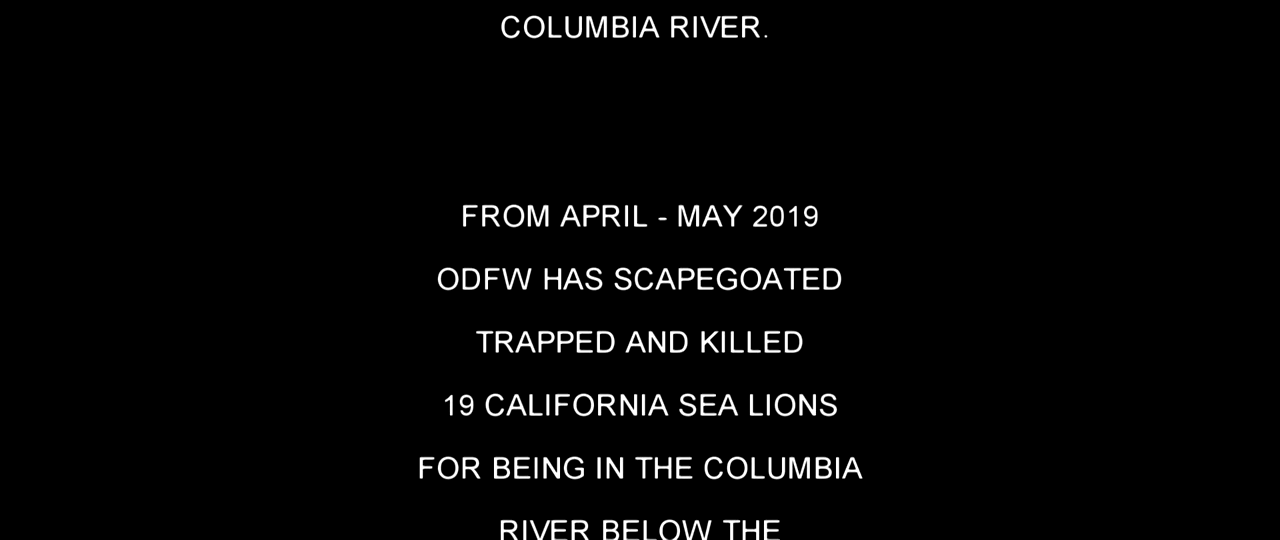 COLUMBIA RIVER.
FROM APRIL - MAY 2019
ODFW HAS SCAPEGOATED
TRAPPED AND KILLED
19 CALIFORNIA SEA LIONS
FOR BEING IN THE COLUMBIA
RIVER BELOW THE